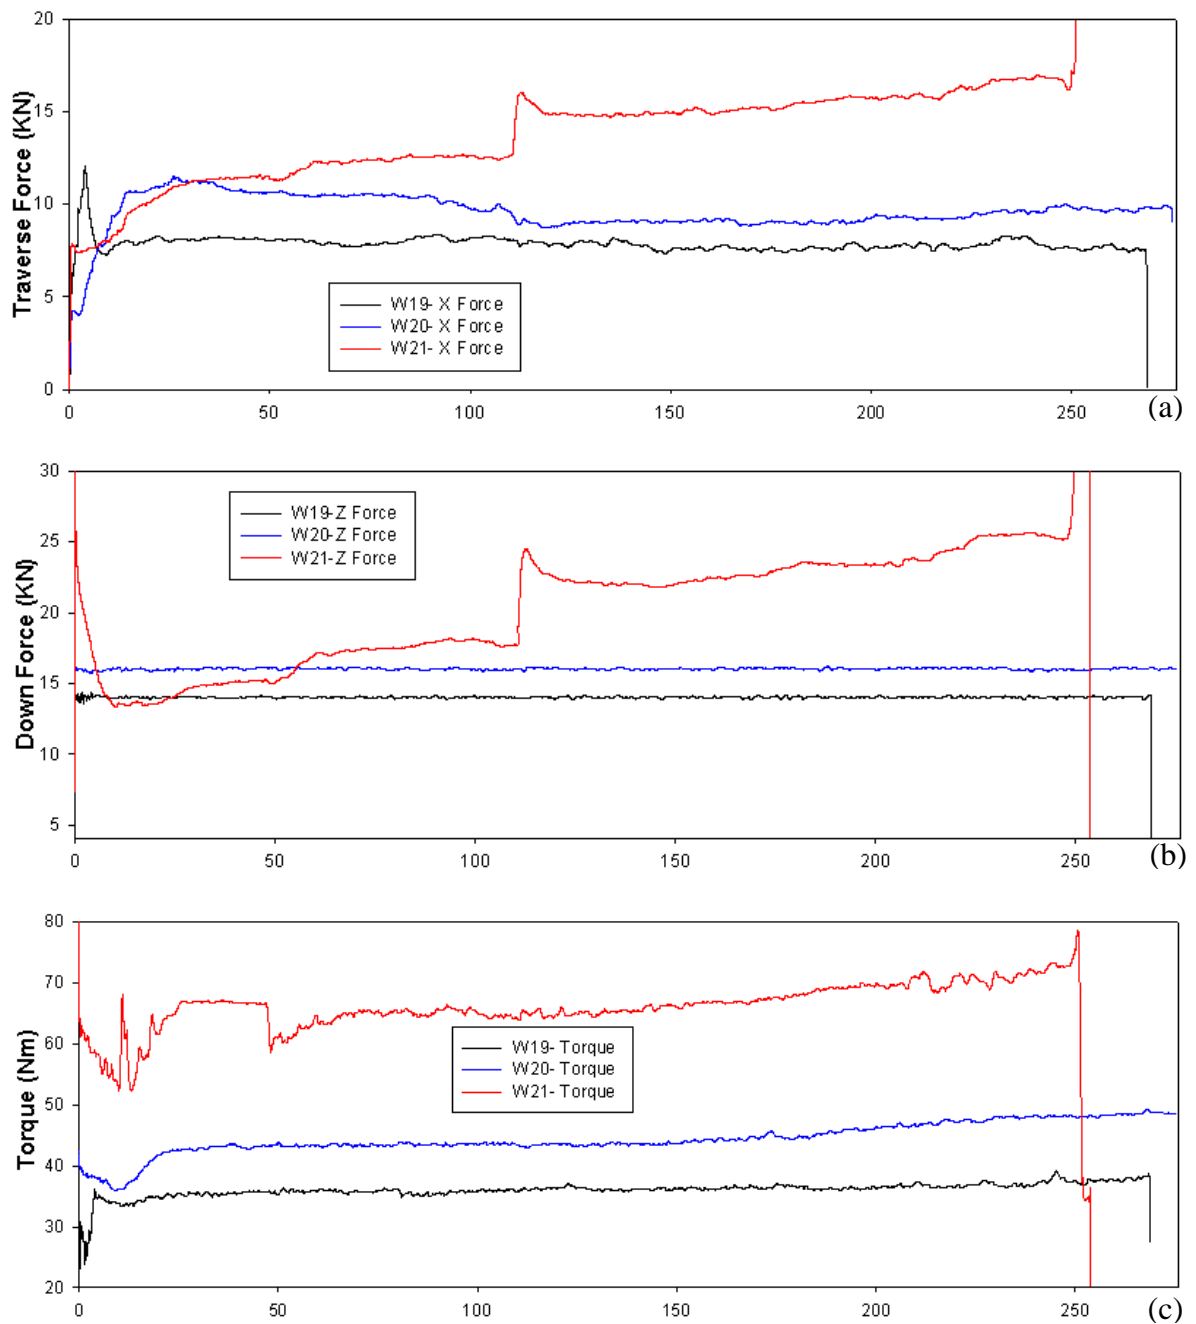 20
15
10
5
0
Traverse Force (KN)
W19- X Force
W20- X Force
W21- X Force
0 50 100 150 200 250
(a)
30
25
20
15
10
5
Down Force (KN)
W19-Z Force
W20-Z Force
W21-Z Force
0 50 100 150 200 250
(b)
80
70
60
50
40
30
20
Torque (Nm)
W19- Torque
W20- Torque
W21- Torque
0 50 100 150 200 250
(c)